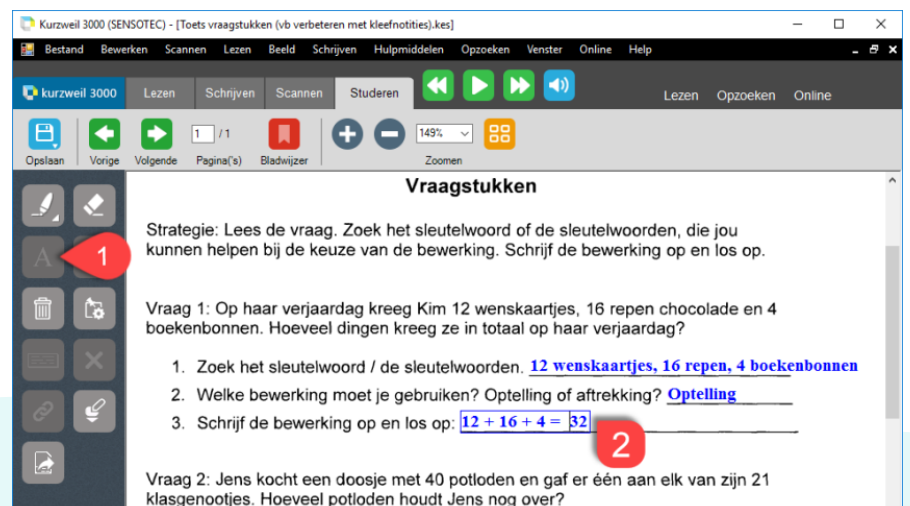 Kurzweil 3000 (SENSOTEC) - [Toets vraagstukken (vb verbeteren met kleefnotities).kes]
Bestand Bewerken Scannen Lezen Beeld Schrijven Hulpmiddelen Opzoeken Venster Online Help
kurzweil 3000 Lezen Schrijven Scannen Studeren Lezen Opzoeken Online
1 / 1 149%
Opslaan Vorige Volgende Pagina('s) Bladwijzer Zoomen
Vraagstukken
Strategie: Lees de vraag. Zoek het sleutelwoord of de sleutelwoorden, die jou
kunnen helpen bij de keuze van de bewerking. Schrijf de bewerking op en los op.
A 1
Vraag 1: Op haar verjaardag kreeg Kim 12 wenskaartjes, 16 repen chocolade en 4
boekenbonnen. Hoeveel dingen kreeg ze in totaal op haar verjaardag?
1. Zoek het sleutelwoord / de sleutelwoorden. 12 wenskaartjes, 16 repen, 4 boekenbonnen
2. Welke bewerking moet je gebruiken? Optelling of aftrekking? Optelling
3. Schrijf de bewerking op en los op: 12 + 16 + 4 = 32
2
Vraag 2: Jens kocht een doosje met 40 potloden en gaf er één aan elk van zijn 21
klasgenootjes. Hoeveel potloden houdt Jens nog over?